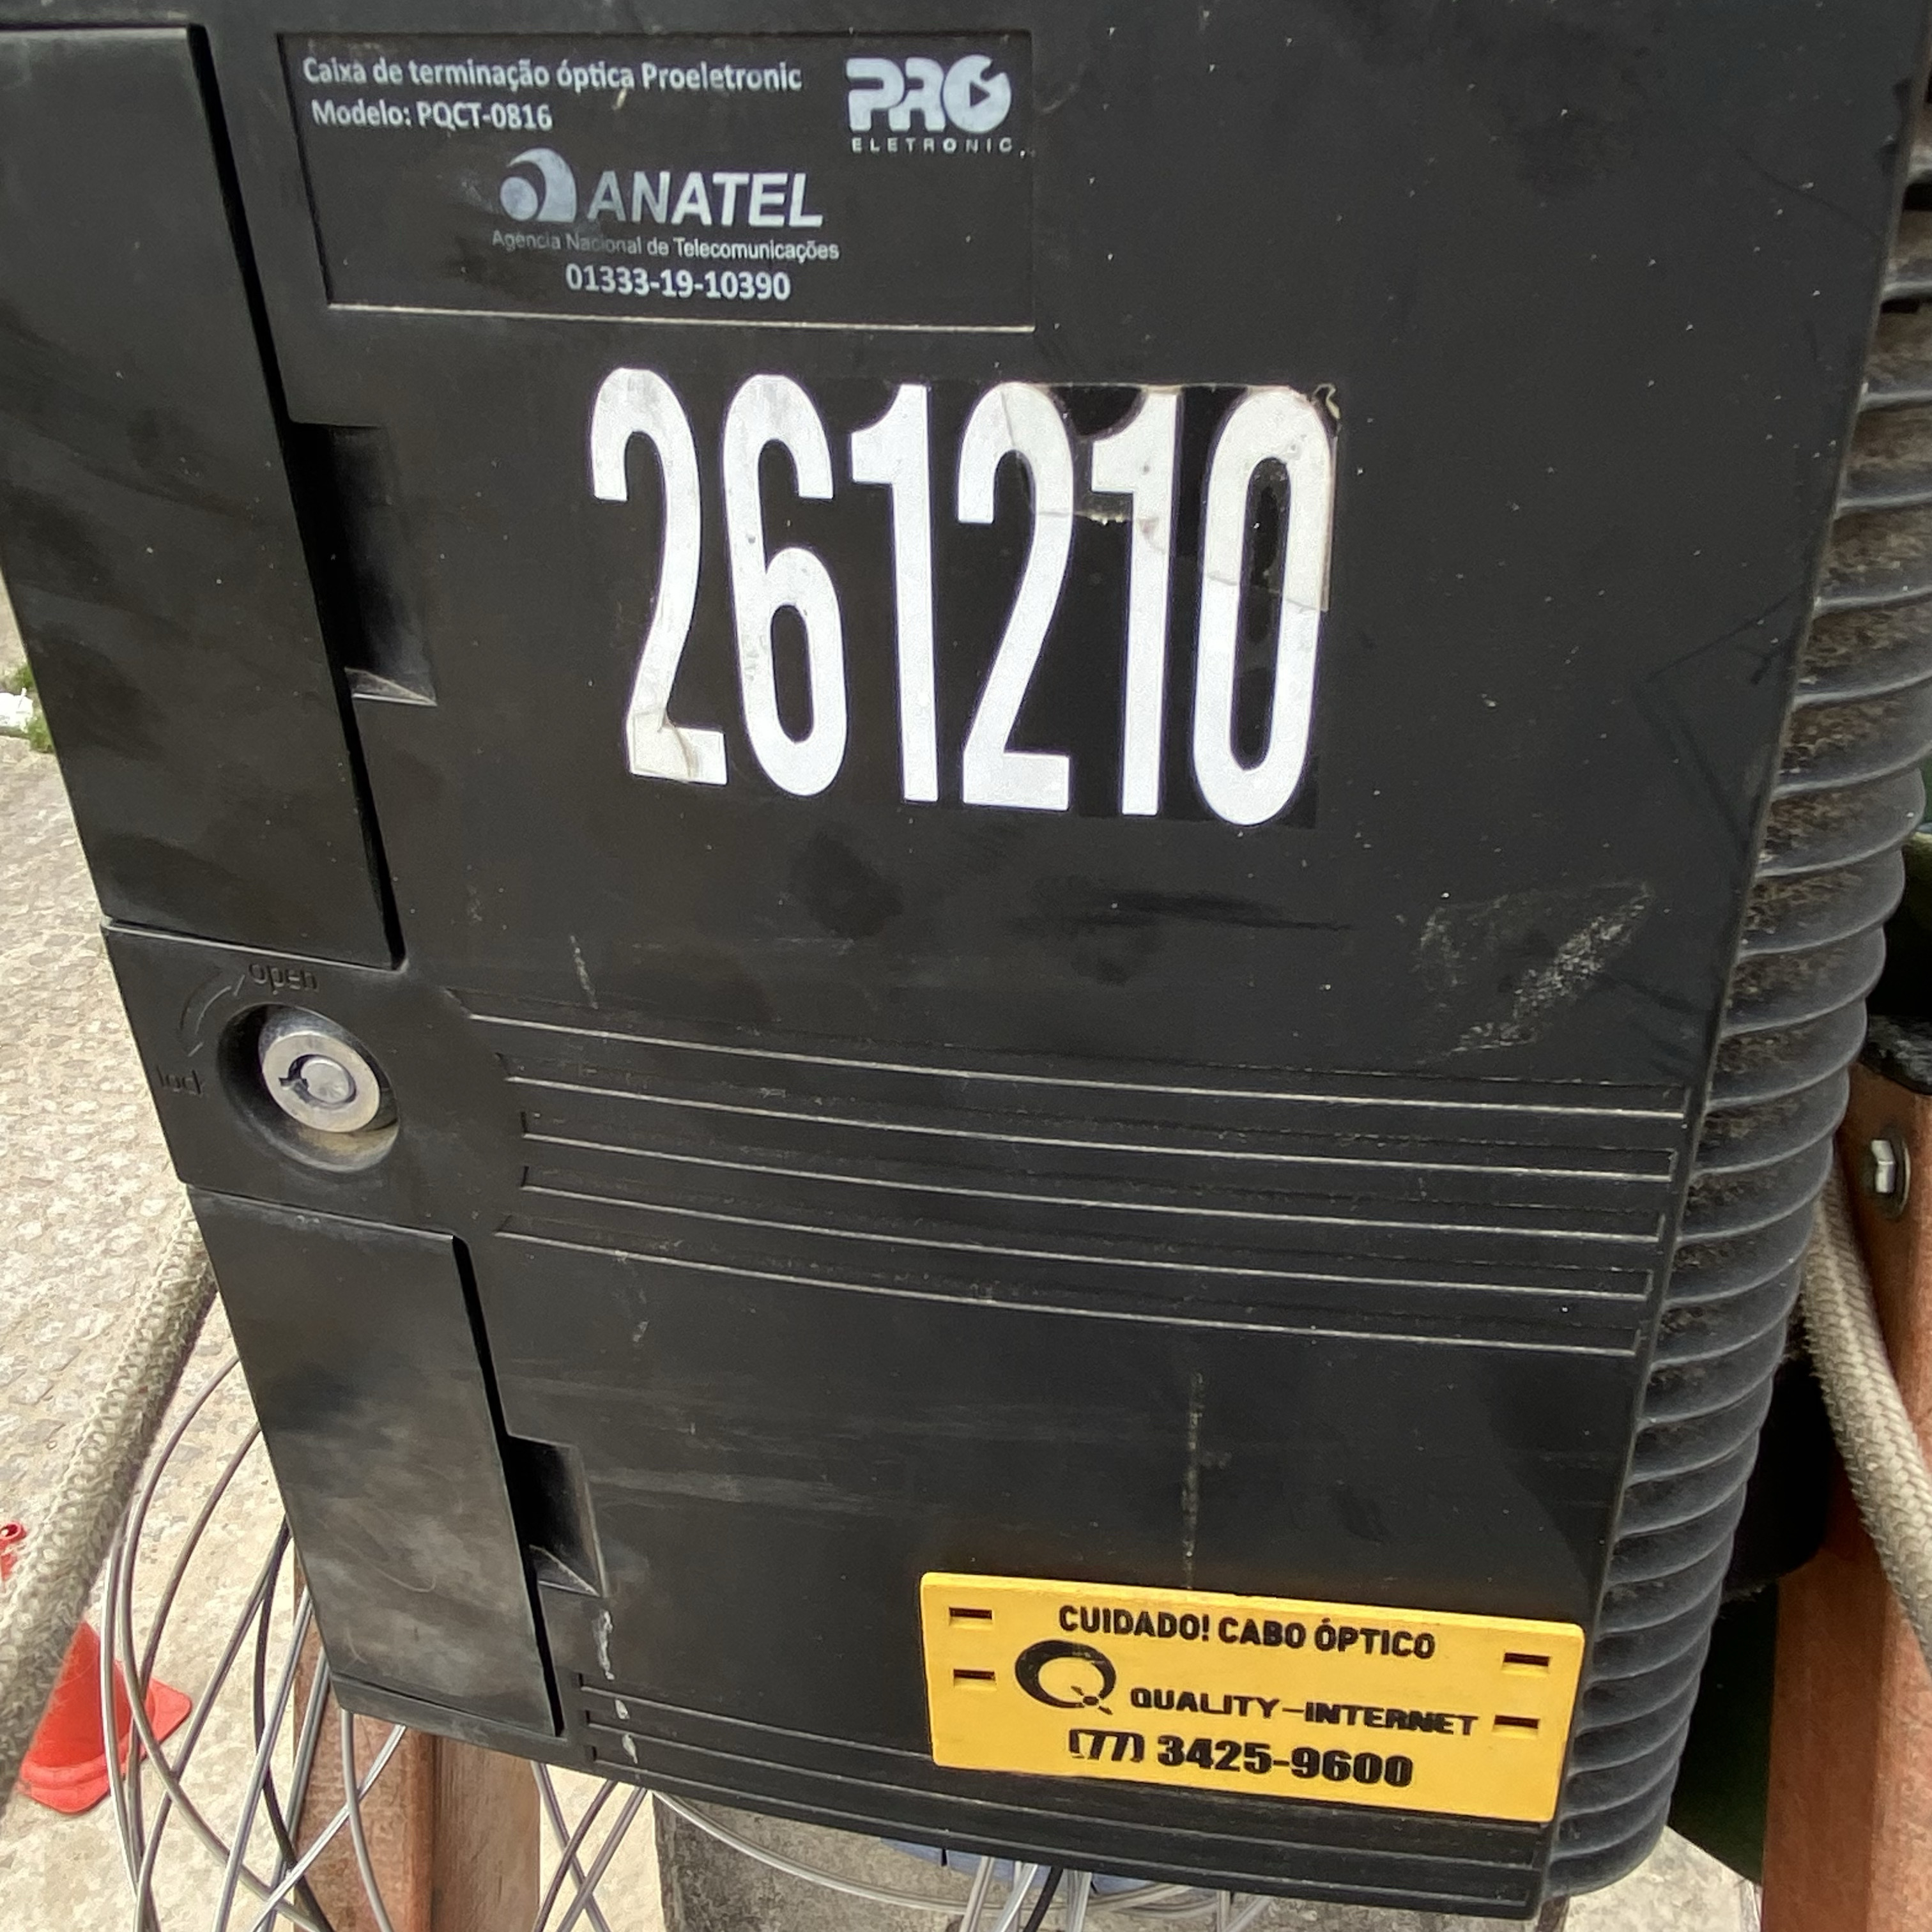 Caixa de terminação óptica Proeletronic
Modelo: PQCT-0816
PRO
ELETRONIC
ANATEL
Agência Nacional de Telecomunicações
01333-19-10390
261210
open
lock
CUIDADO! CABO ÓPTICO
QUALITY-INTERNET
(77) 3425-9600